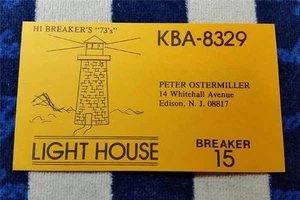 HI BREAKER'S "73's"
KBA-8329
PETER OSTERMILLER
14 Whitehall Avenue
Edison, N. J. 08817
LIGHT HOUSE
BREAKER
15